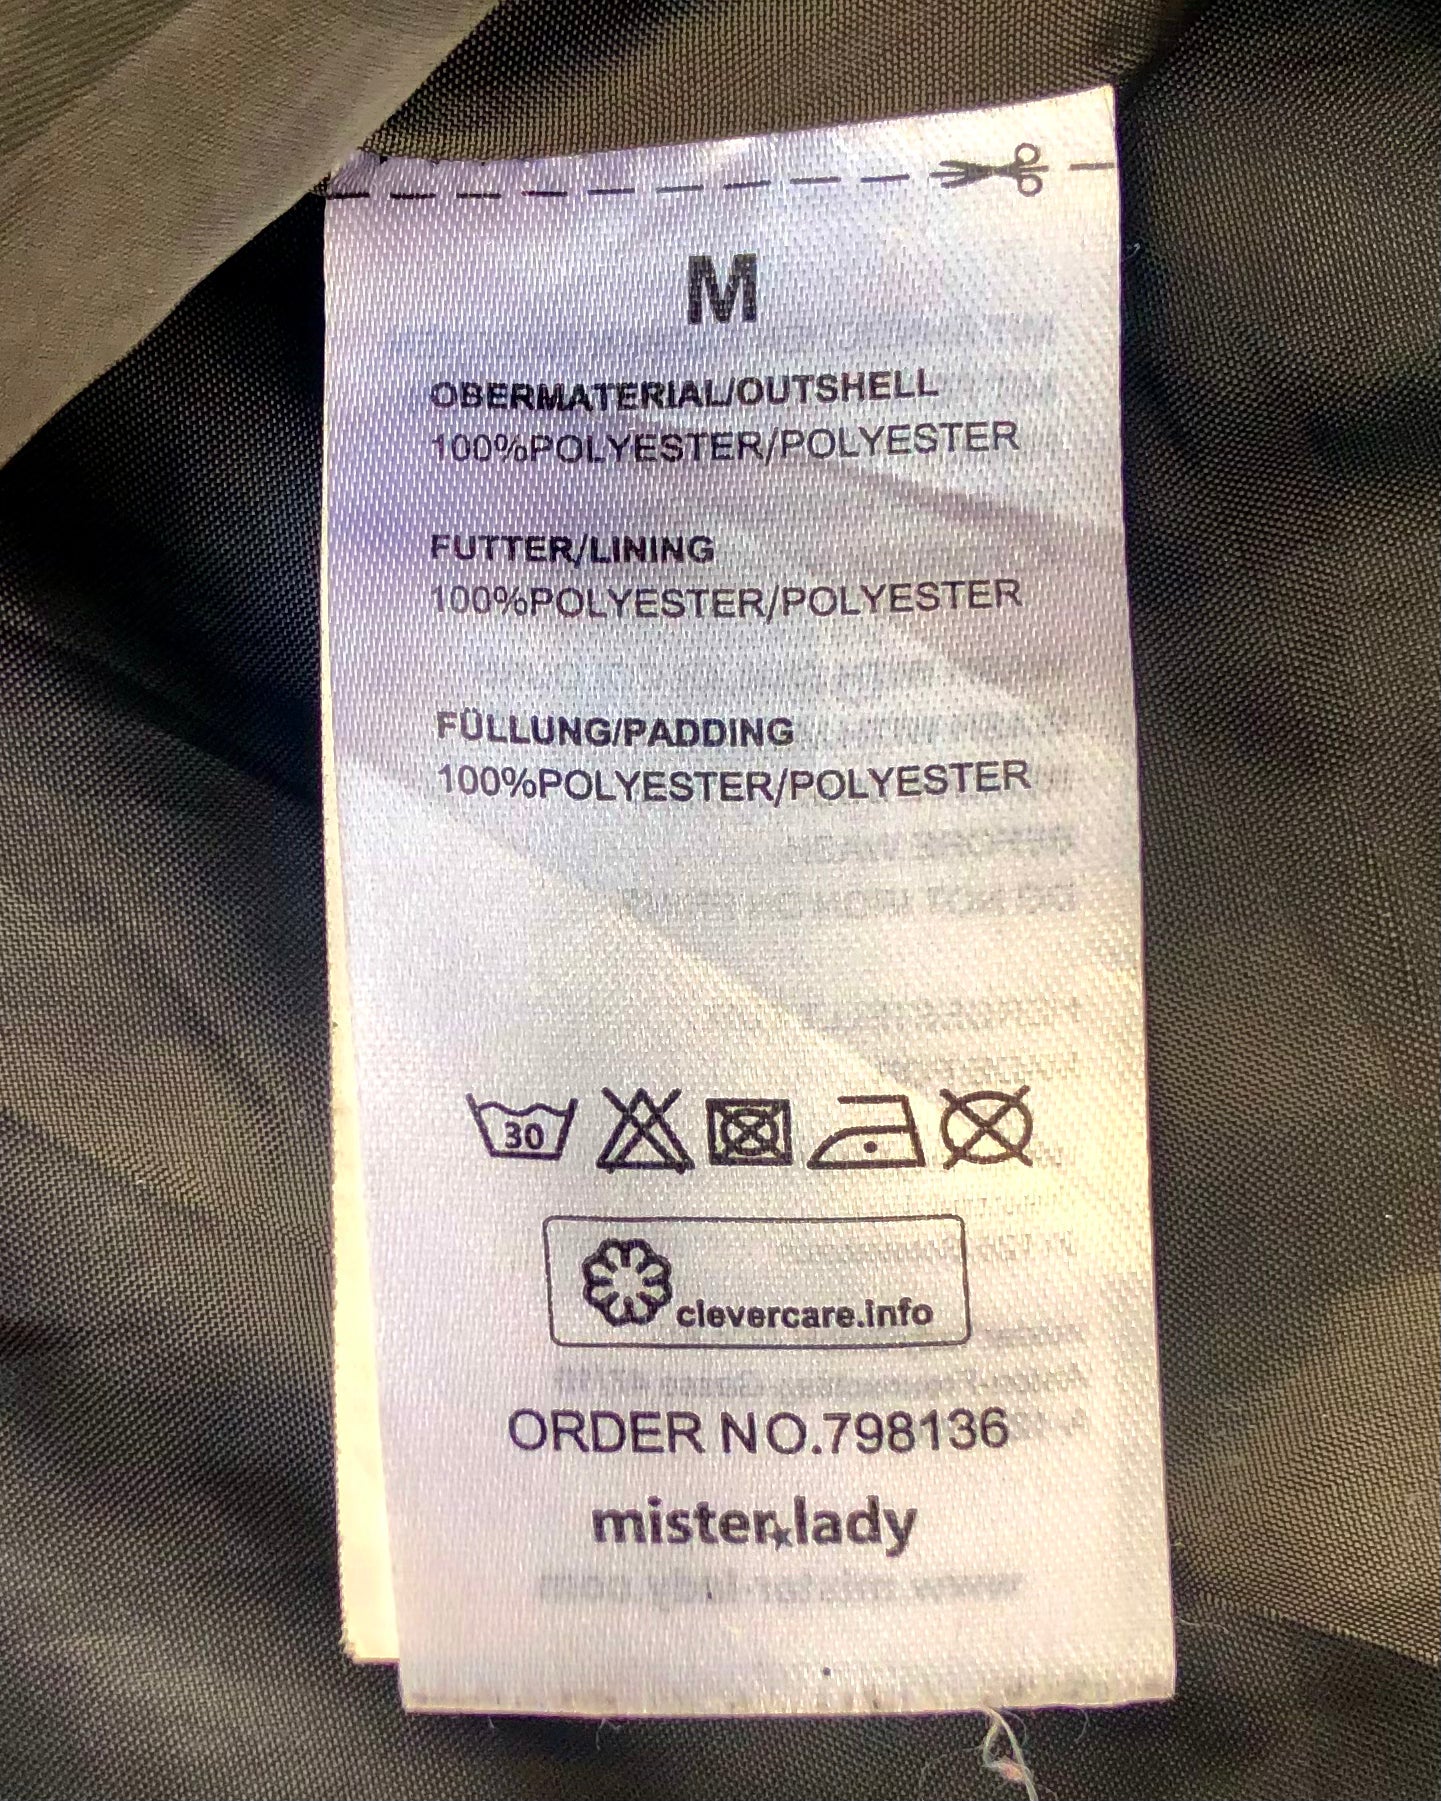 M
OBERMATERIAL/OUTSHELL
100%POLYESTER/POLYESTER
FUTTER/LINING
100%POLYESTER/POLYESTER
FÜLLUNG/PADDING
100%POLYESTER/POLYESTER
30
clevercare.info
ORDER NO.798136
mister*lady